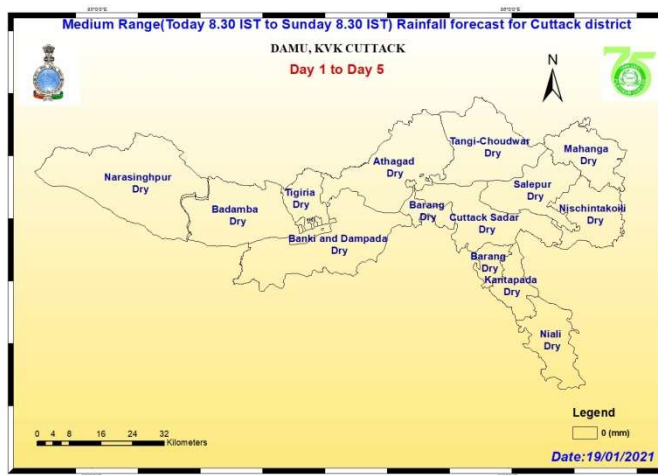 Medium Range(Today 8.30 IST to Sunday 8.30 IST) Rainfall forecast for Cuttack district
DAMU, KVK CUTTACK
Day 1 to Day 5
N
75
Tangi-Choudwar
Dry
Mahanga
Dry
Athagad
Dry
Narasinghpur
Dry
Salepur
Dry
Tigiria
Dry
Badamba
Dry
Barang
Dry
Cuttack Sadar
Dry
Nischintakoili
Dry
Banki and Dampada
Dry
Barang
Dry
Kantapada
Dry
Niali
Dry
Legend
0 (mm)
0 4 8 16 24 32
Kilometers
Date:19/01/2021